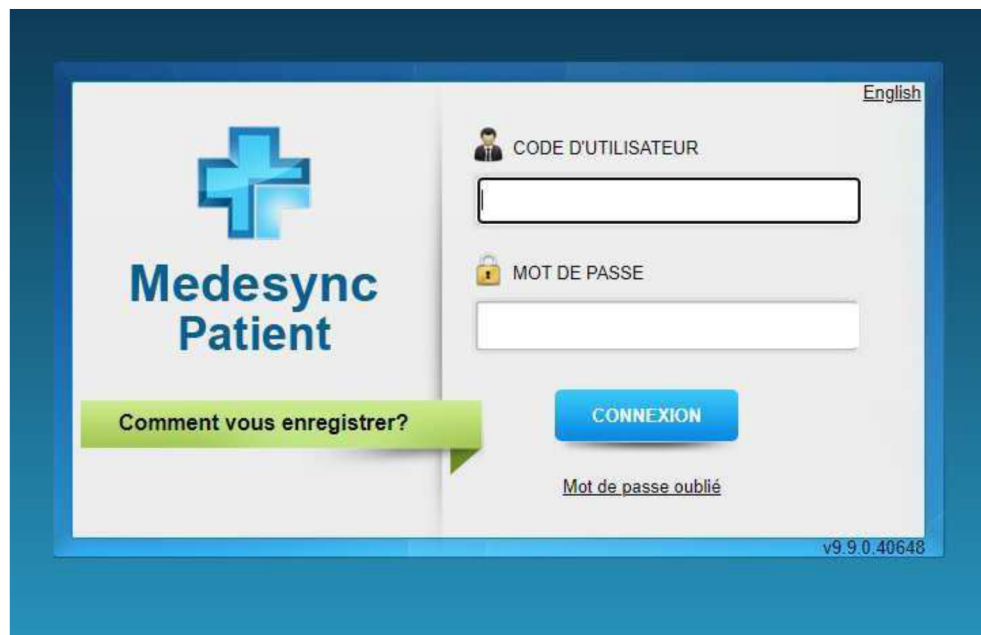 English
CODE D'UTILISATEUR
MOT DE PASSE
Medesync
Patient
Comment vous enregistrer?
CONNEXION
Mot de passe oublié
v9.9.0.40648